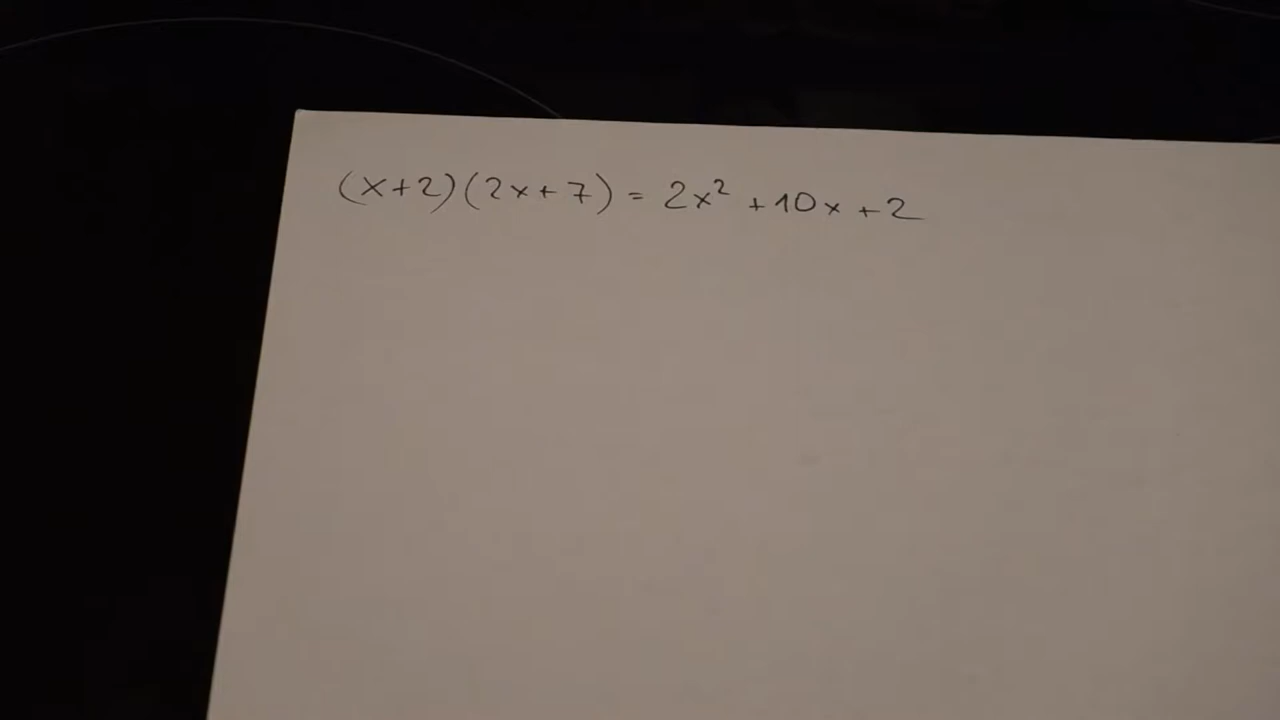 (x+2)(2x+7) = 2x² +10x +2